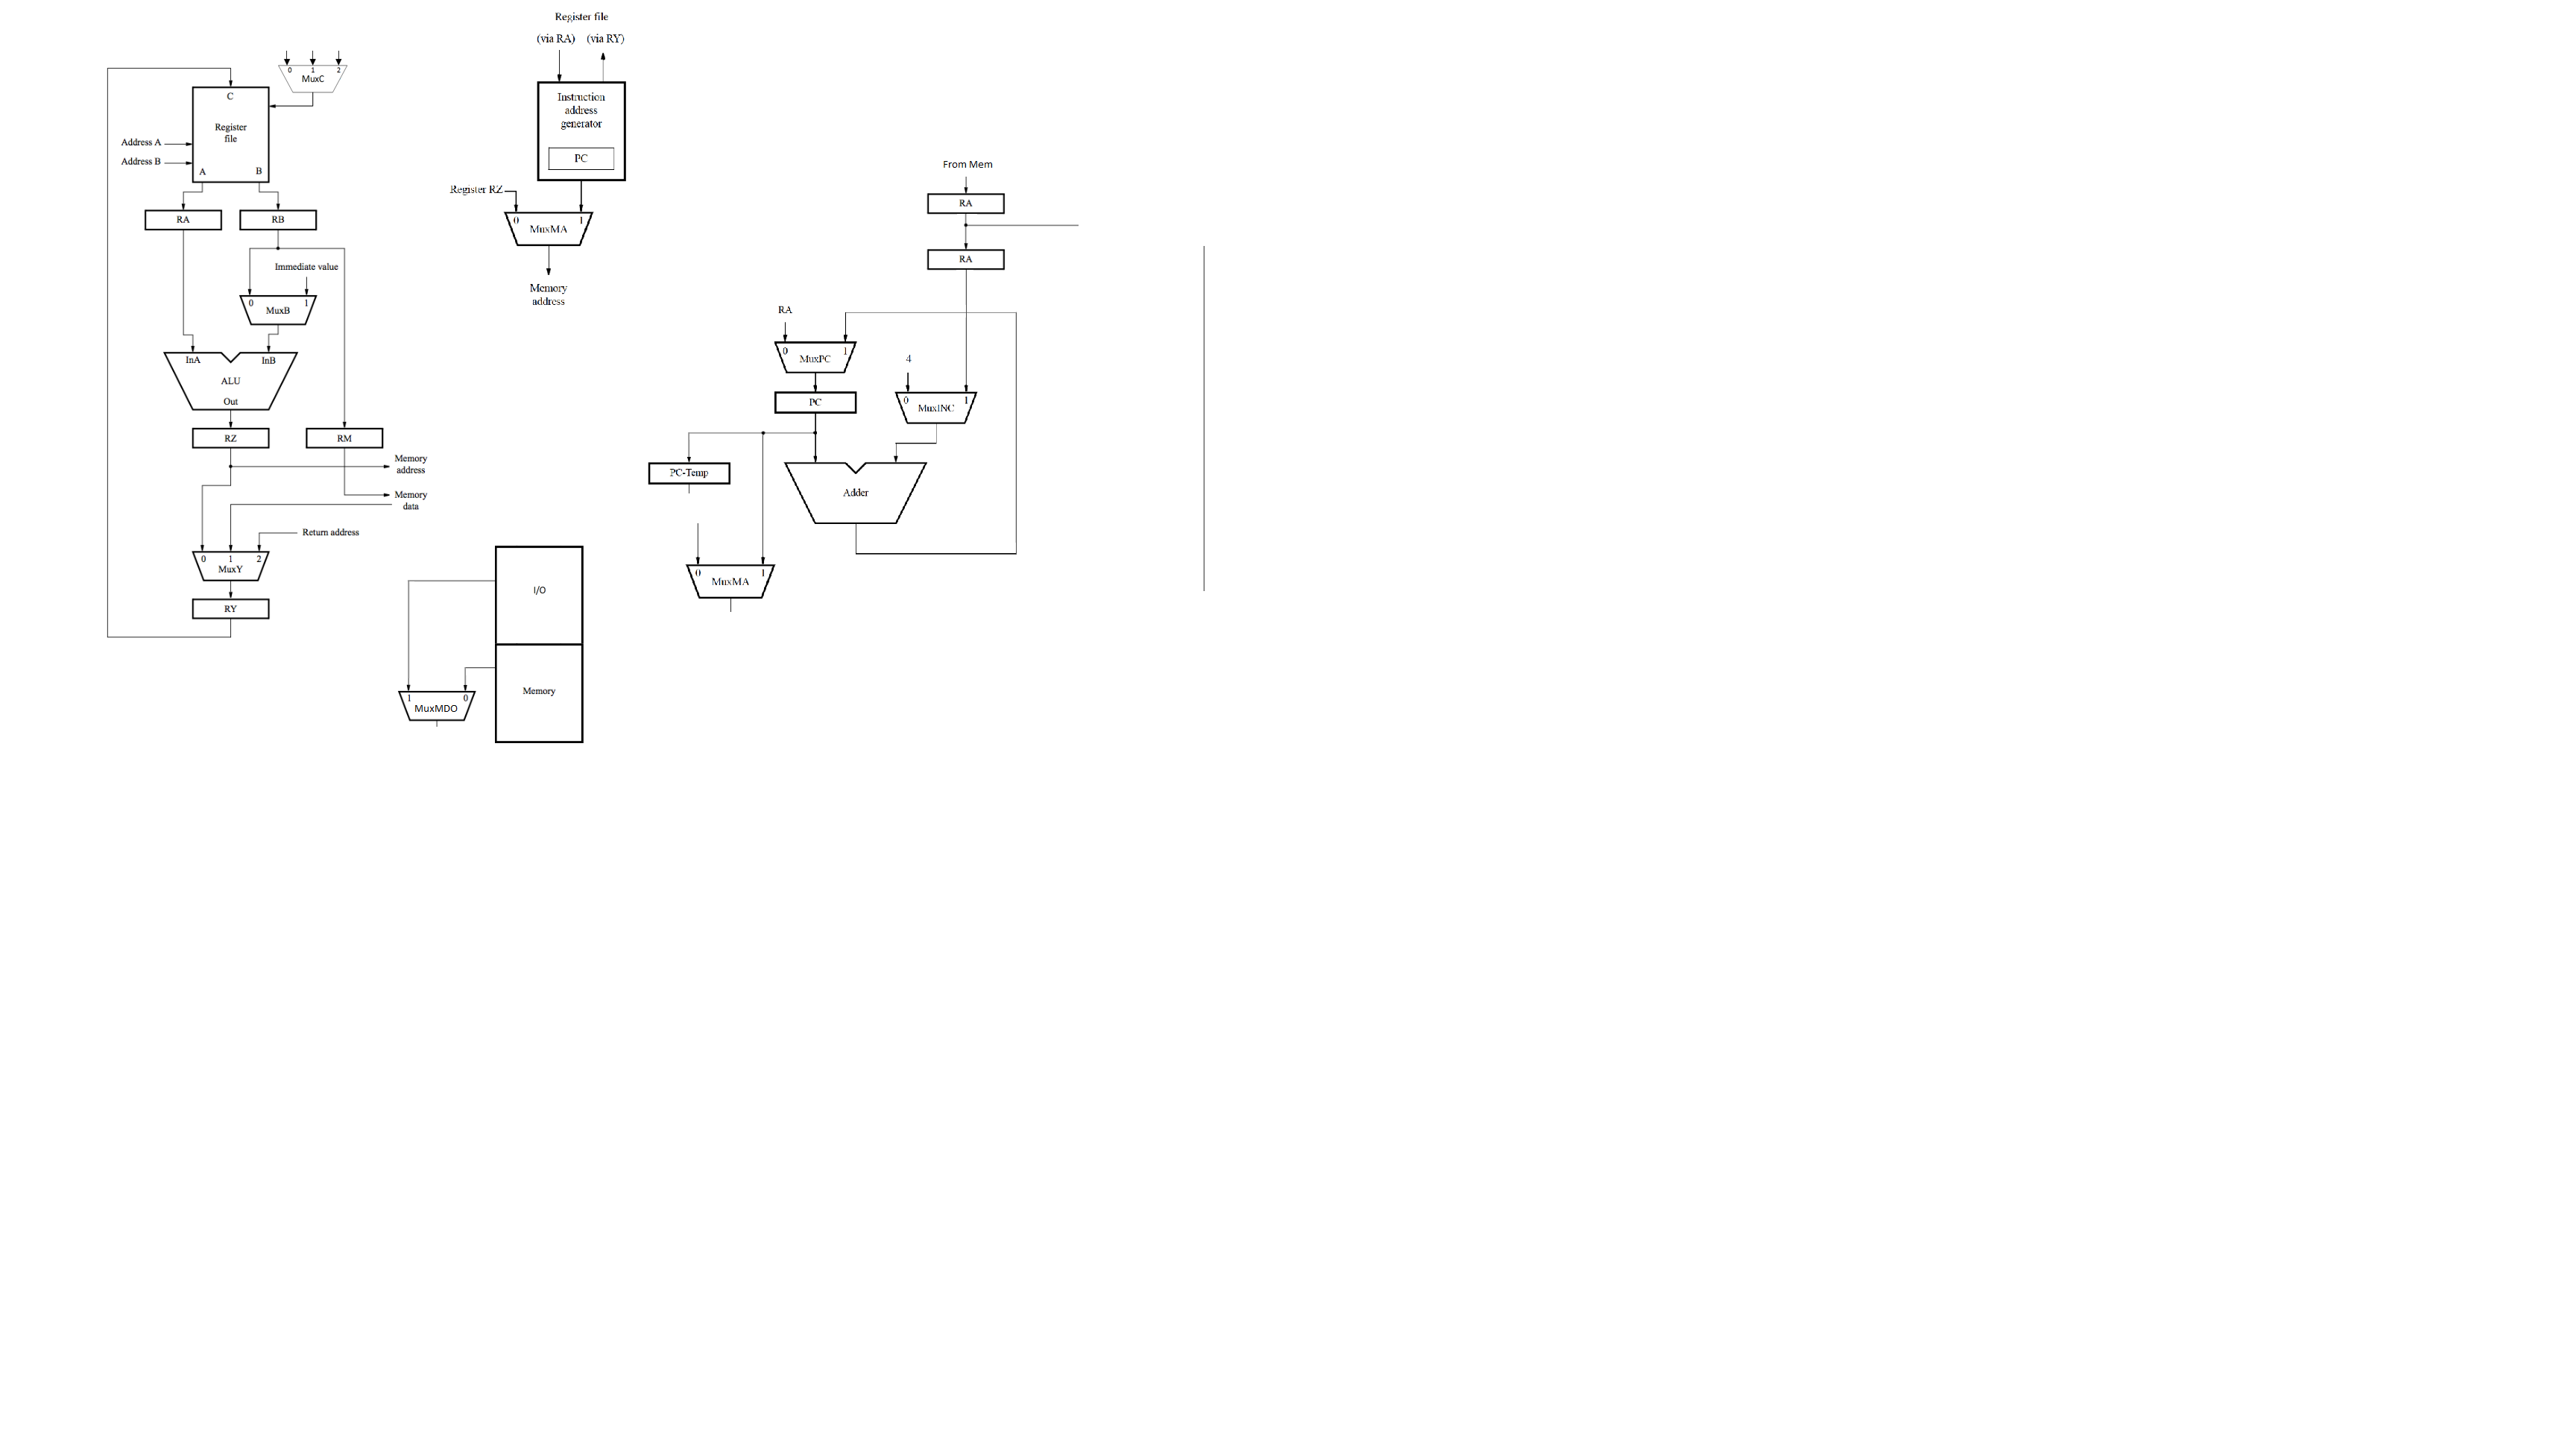 0 1 2
MuxC
C
Register
file
Address A
Address B
A B
RA RB
Immediate value
0 1
MuxB
InA InB
ALU
Out
RZ RM
Memory
address
Memory
data
Return address
0 1 2
MuxY
RY
Register file
(via RA) (via RY)
Instruction
address
generator
PC
Register RZ
0 1
MuxMA
Memory
address
I/O
Memory
1 0
MuxMDO
From Mem
RA
RA
RA
0 1
MuxPC
4
PC
0 1
MuxINC
PC-Temp
Adder
0 1
MuxMA